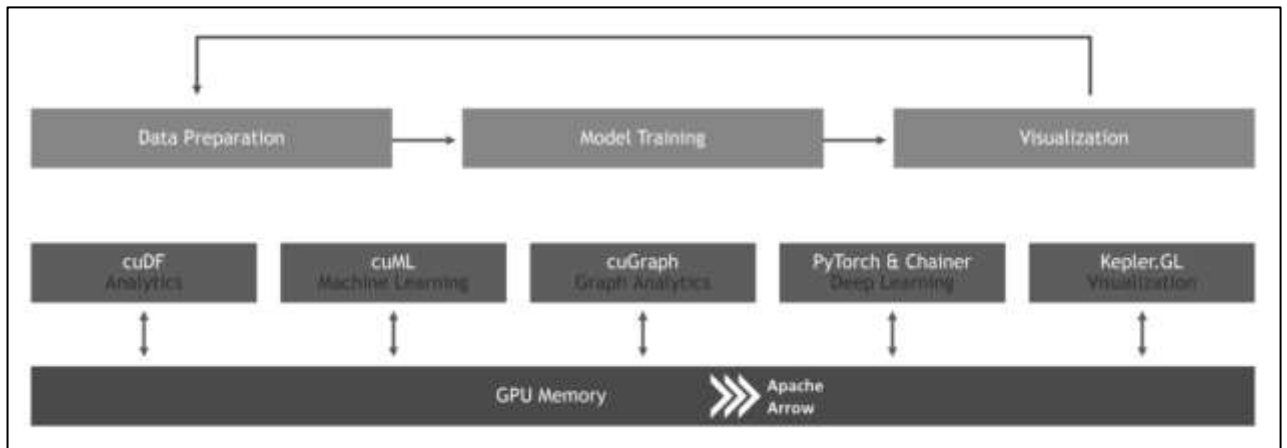 Data Preparation
Model Training
Visualization
cuDF
Analytics
cuML
Machine Learning
cuGraph
Graph Analytics
PyTorch & Chainer
Deep Learning
Kepler.GL
Visualization
GPU Memory
Apache
Arrow